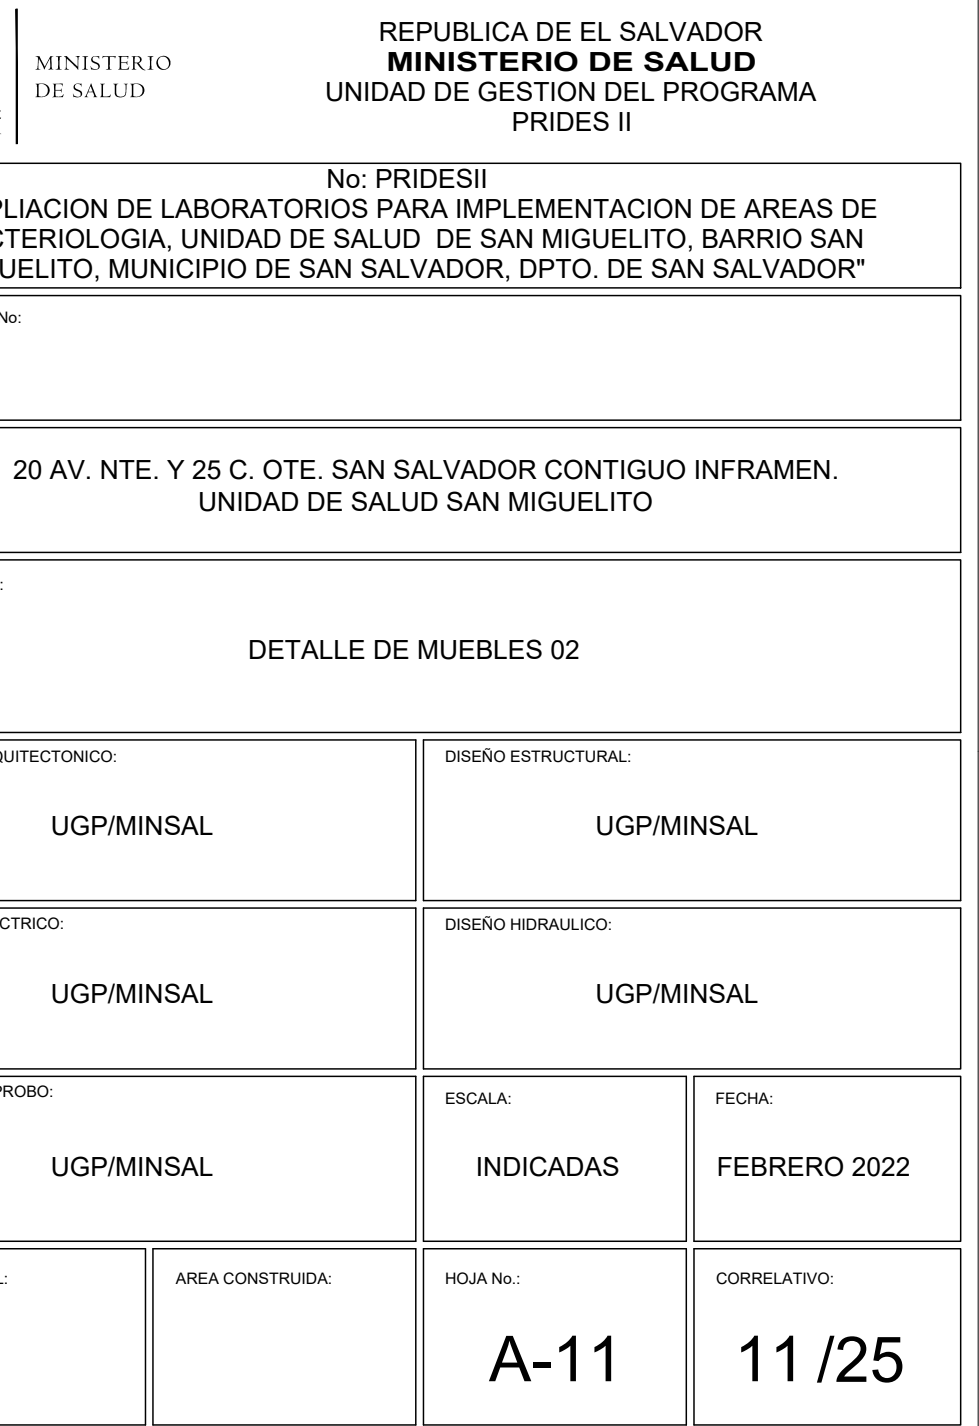 MINISTERIO
DE SALUD
REPUBLICA DE EL SALVADOR
MINISTERIO DE SALUD
UNIDAD DE GESTION DEL PROGRAMA
PRIDES II
No: PRIDESII
PLIACION DE LABORATORIOS PARA IMPLEMENTACION DE AREAS DE
CTERIOLOGIA, UNIDAD DE SALUD DE SAN MIGUELITO, BARRIO SAN
UELITO, MUNICIPIO DE SAN SALVADOR, DPTO. DE SAN SALVADOR"
No:
20 AV. NTE. Y 25 C. OTE. SAN SALVADOR CONTIGUO INFRAMEN.
UNIDAD DE SALUD SAN MIGUELITO
:
DETALLE DE MUEBLES 02
QUITECTONICO:
UGP/MINSAL
DISEÑO ESTRUCTURAL:
UGP/MINSAL
CTRICO:
UGP/MINSAL
DISEÑO HIDRAULICO:
UGP/MINSAL
PROBO:
UGP/MINSAL
ESCALA:
INDICADAS
FECHA:
FEBRERO 2022
L:
AREA CONSTRUIDA:
HOJA No.:
A-11
CORRELATIVO:
11 /25